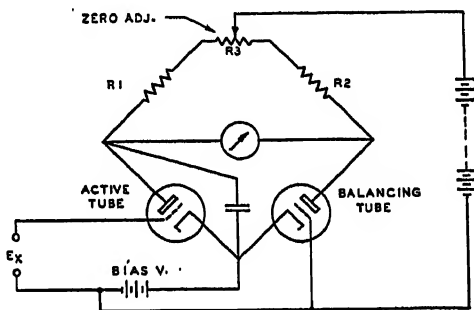 ZERO ADJ.
R3
R1
R2
ACTIVE
TUBE
BALANCING
TUBE
EX
BIAS V.